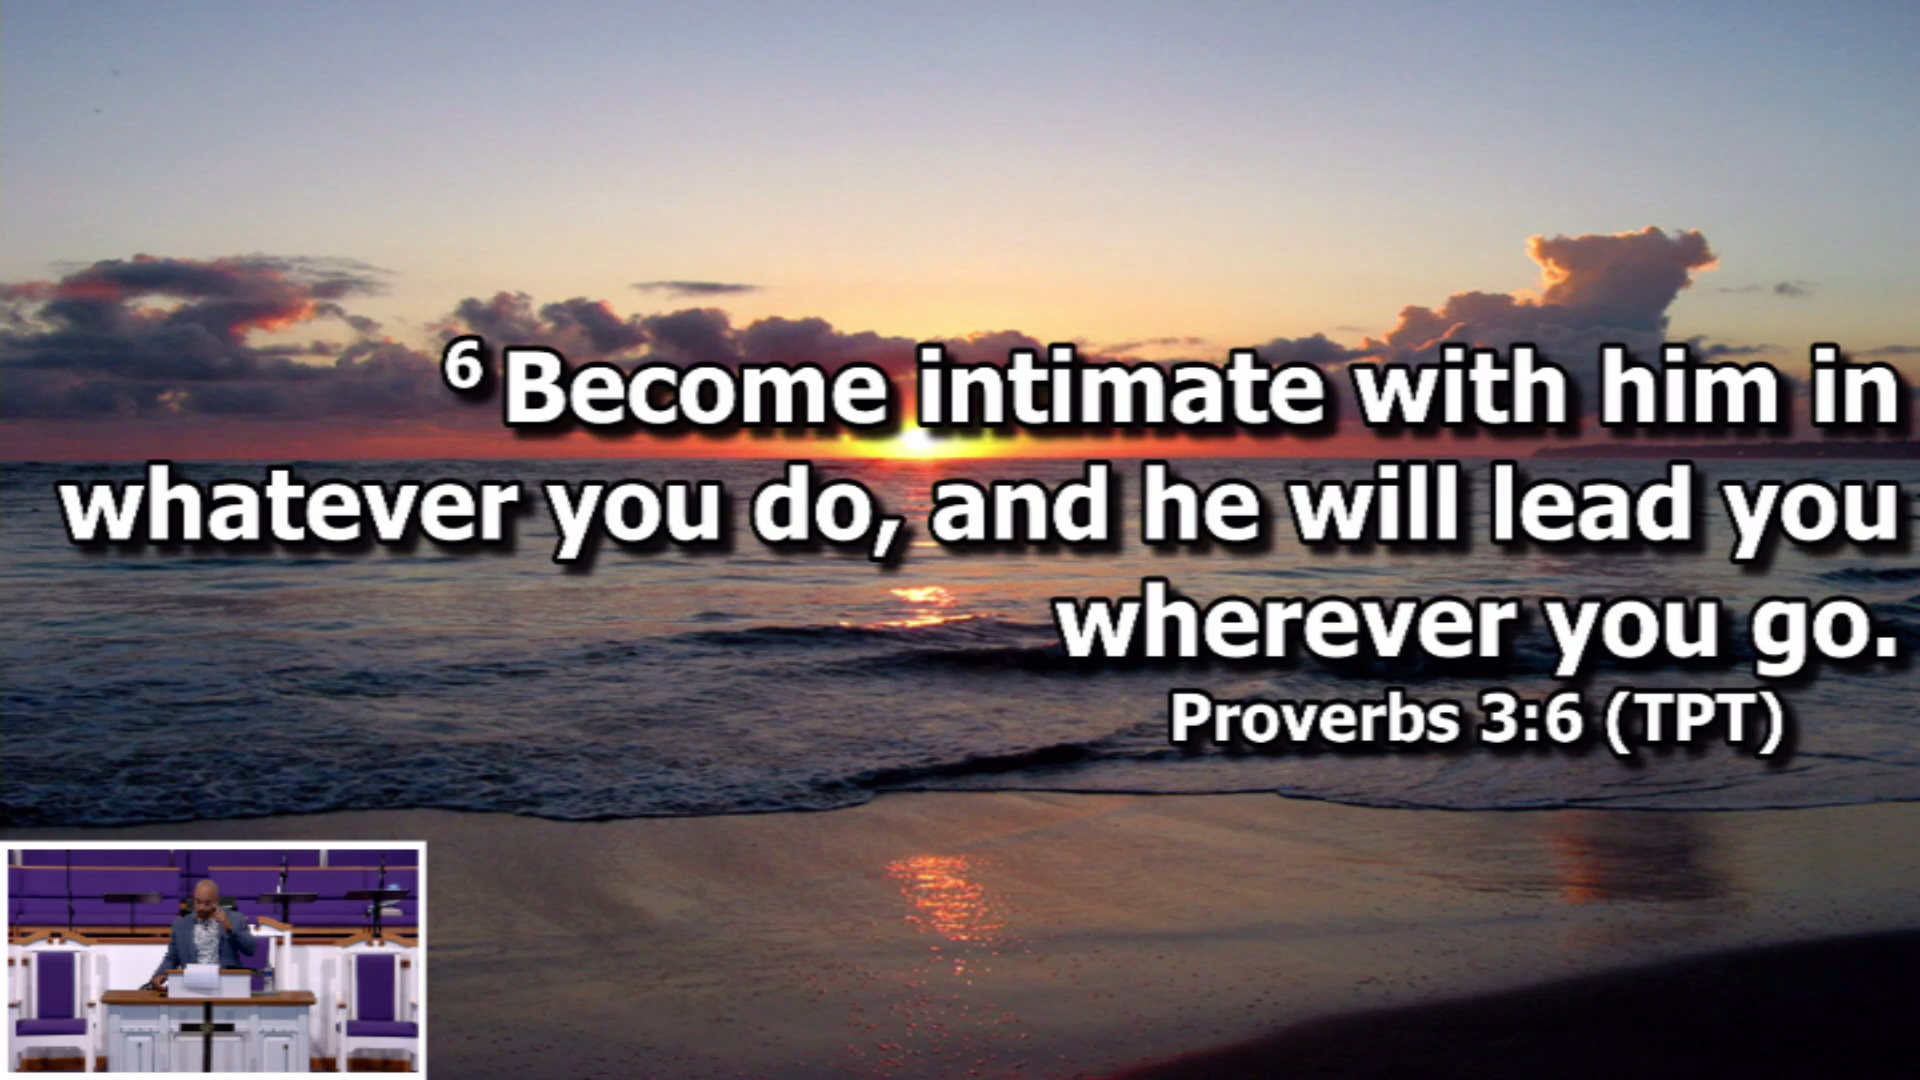 6 Become intimate with him in
whatever you do, and he will lead you
wherever you go.
Proverbs 3:6 (TPT)